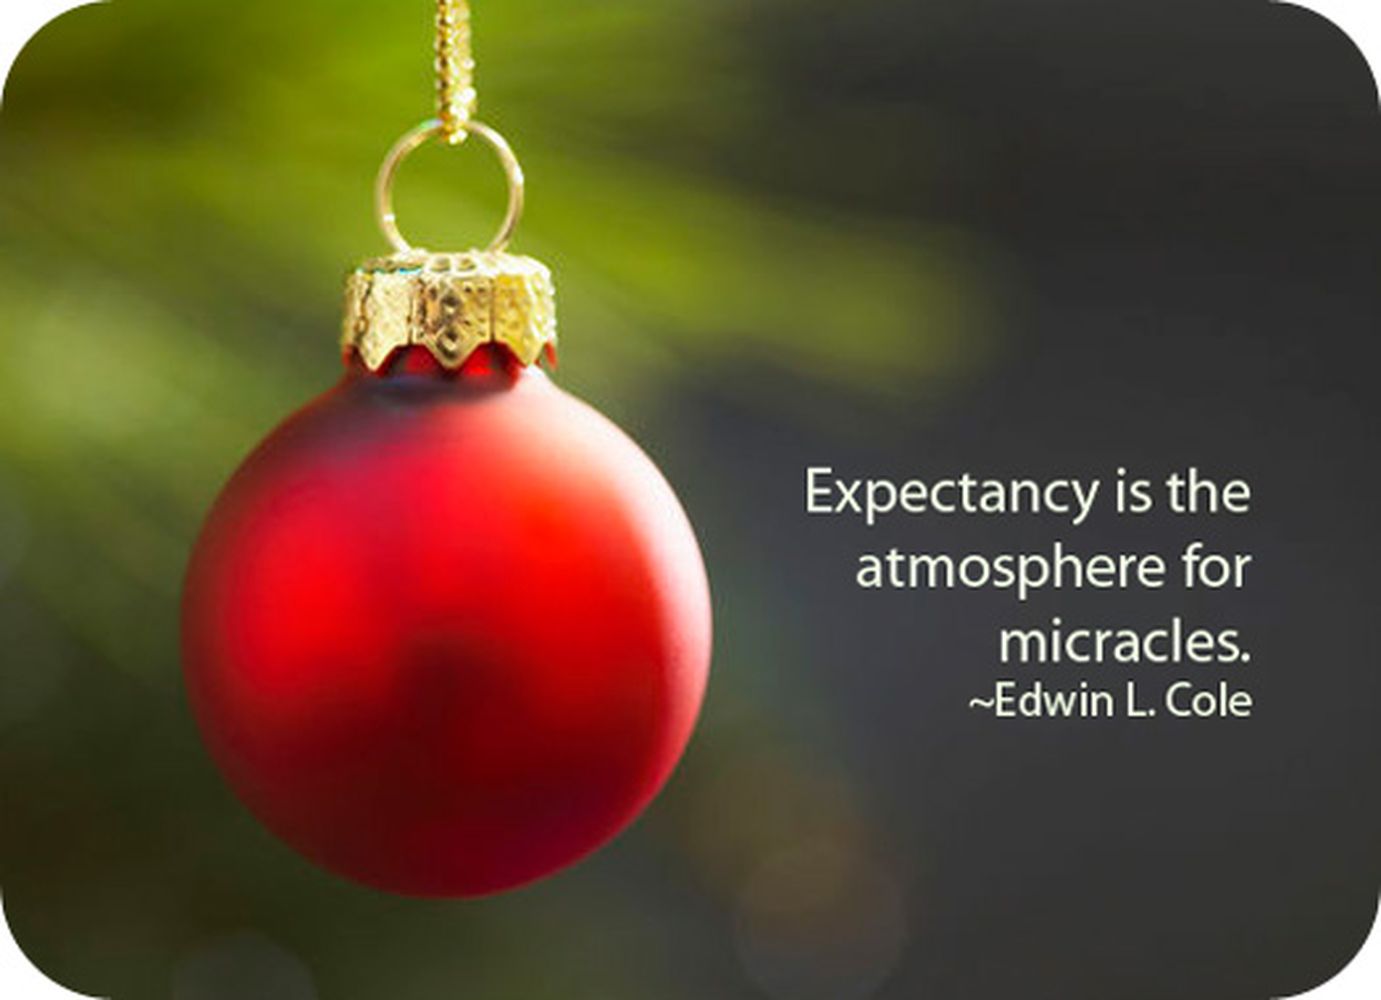 Expectancy is the
atmosphere for
micracles.
~Edwin L. Cole